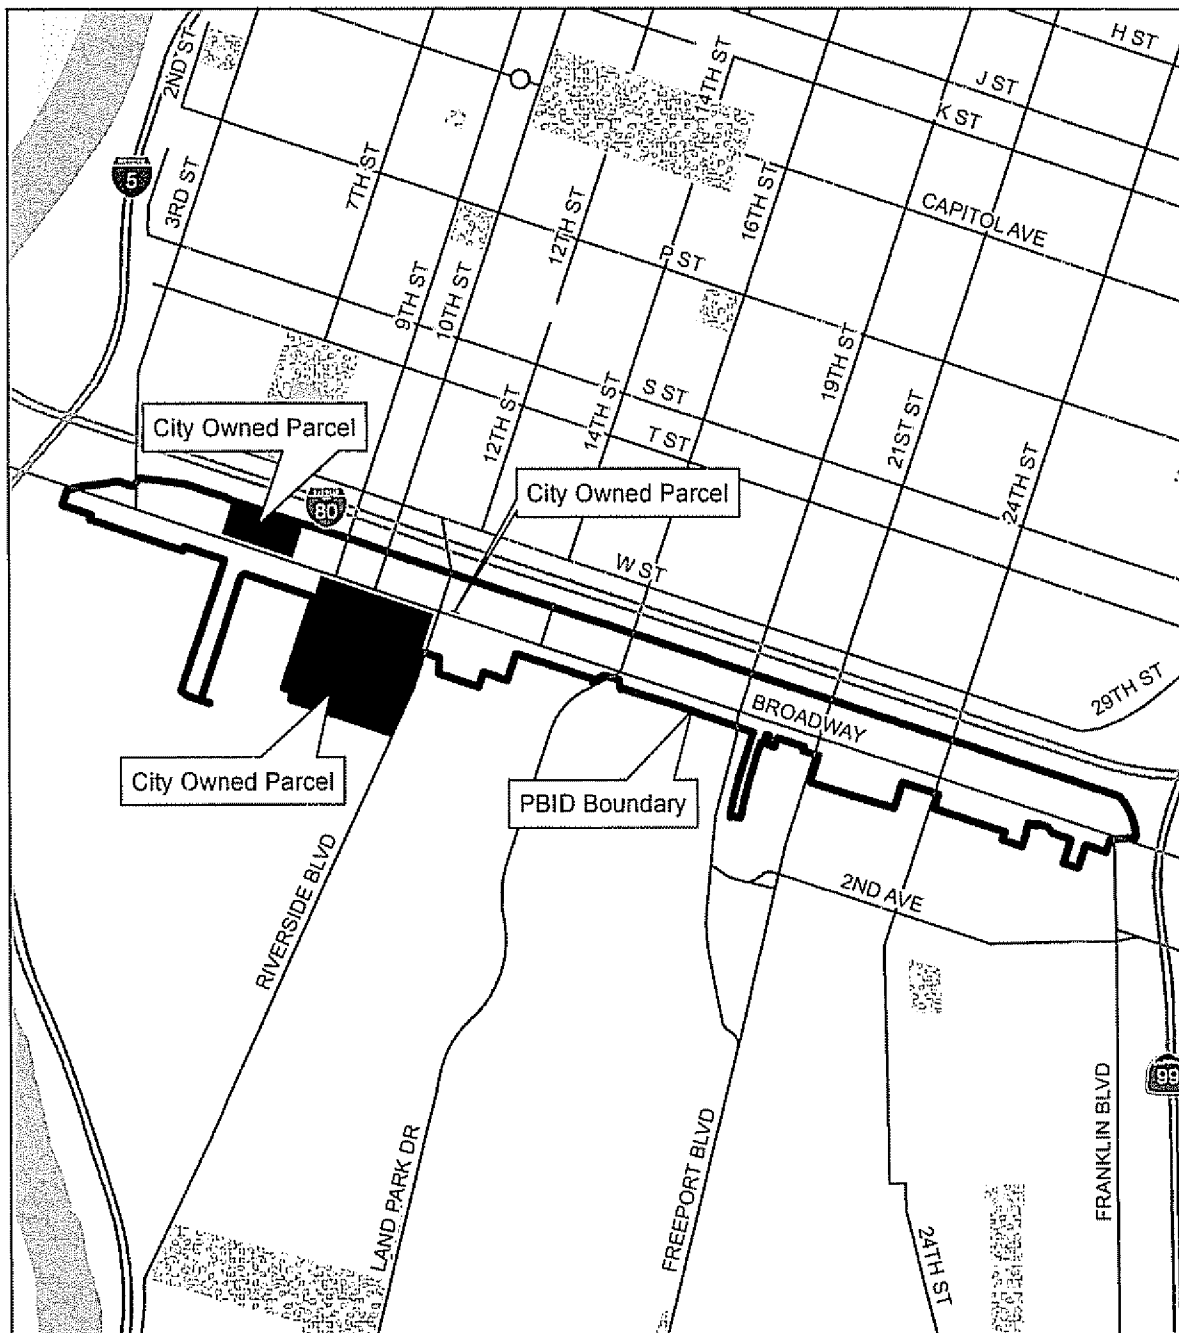 H ST
J ST
K ST
2ND ST
14TH ST
5
3RD ST
7TH ST
12TH ST
16TH ST
CAPITOL AVE
P ST
9TH ST
10TH ST
19TH ST
S ST
21ST ST
City Owned Parcel
12TH ST
14TH ST
T ST
24TH ST
City Owned Parcel
80
W ST
29TH ST
BROADWAY
City Owned Parcel
PBID Boundary
RIVERSIDE BLVD
2ND AVE
99
LAND PARK DR
FREEPORT BLVD
FRANKLIN BLVD
24TH ST